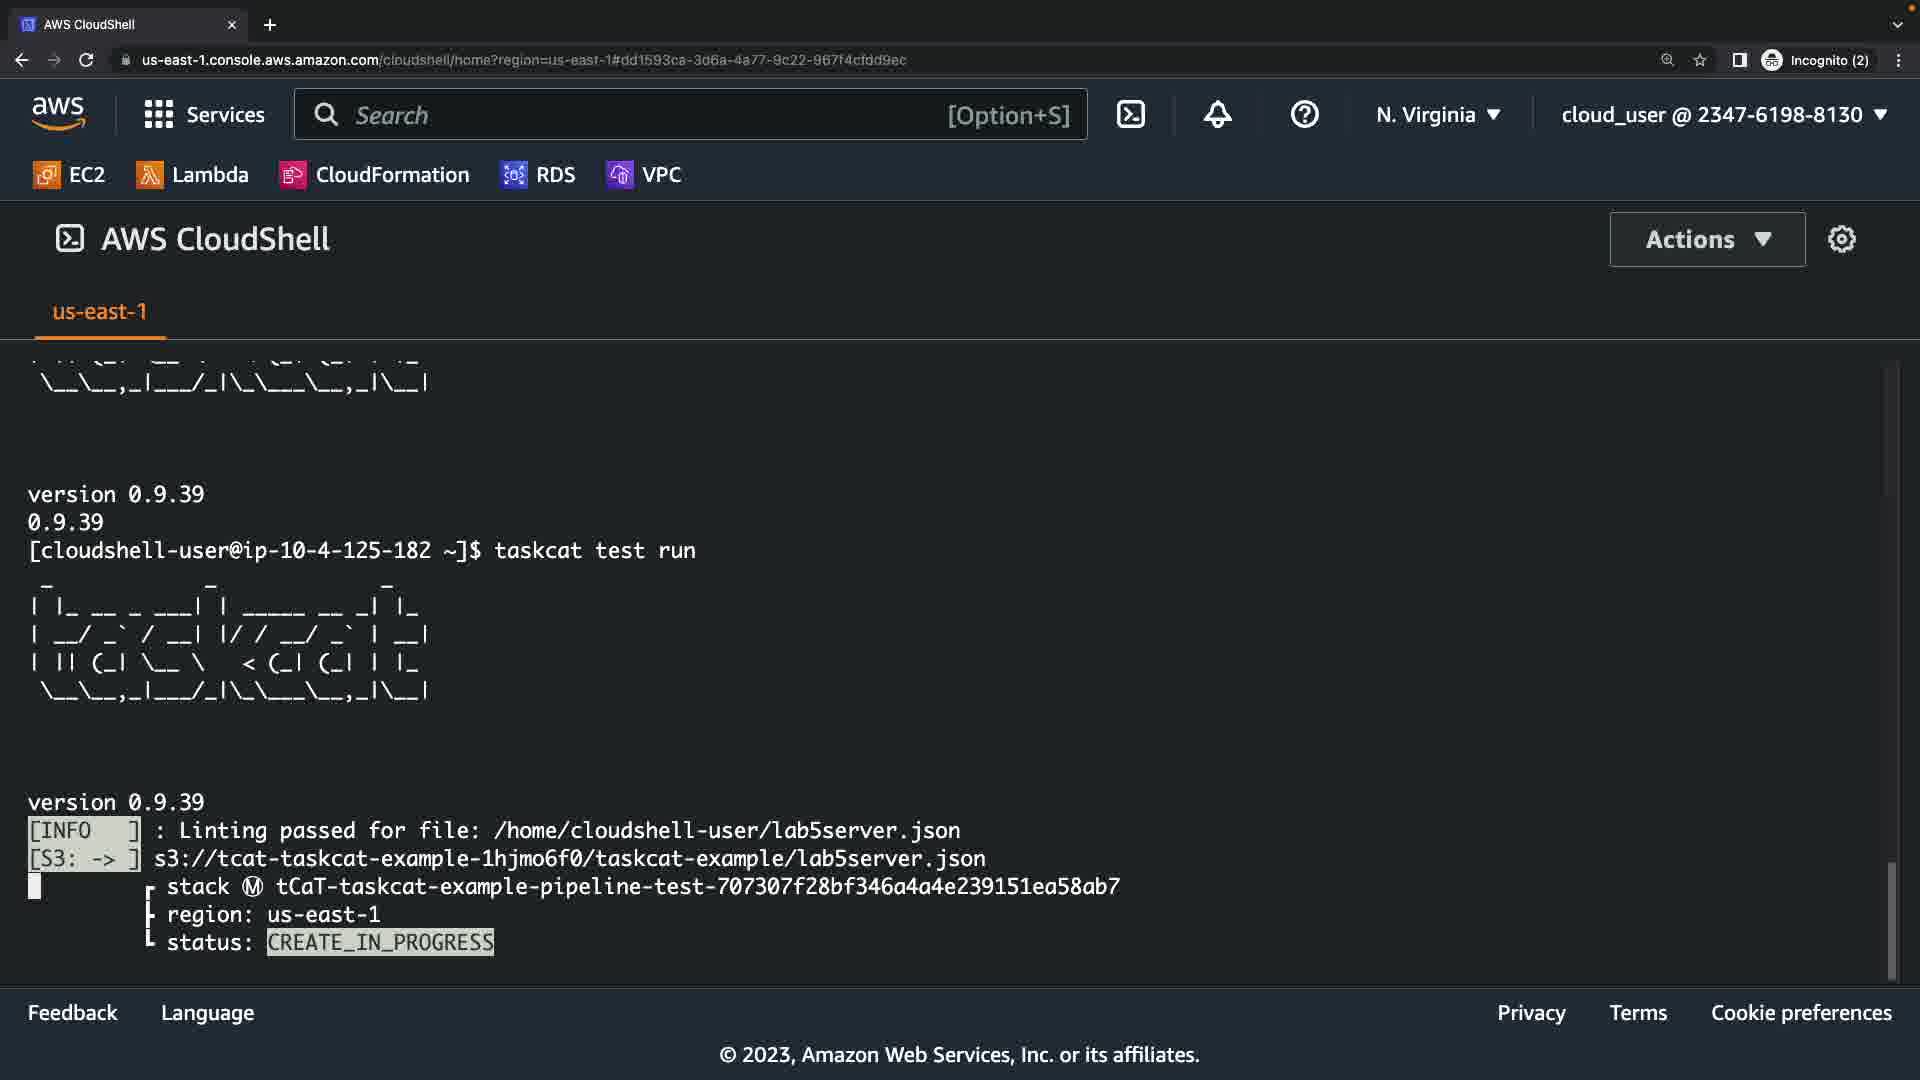 AWS CloudShell
us-east-1.console.aws.amazon.com/cloudshell/home?region=us-east-1#dd1593ca-3d6a-4a77-9c22-967f4cfdd9ec
Incognito (2)
aws
Services
Search
[Option+S]
N. Virginia
cloud_user @ 2347-6198-8130
EC2
Lambda
CloudFormation
RDS
VPC
AWS CloudShell
Actions
us-east-1
 \__\__,_|___/_|\_\___\__,_|\__|
version 0.9.39
0.9.39
[cloudshell-user@ip-10-4-125-182 ~]$ taskcat test run
 _             _             _
| |_ __ _ ___| | _____ __ _| |_
| __/ _` / __| |/ / __/ _` | __|
| || (_| \__ \   < (_| (_| | |_
 \__\__,_|___/_|\_\___\__,_|\__|
version 0.9.39
[INFO   ] : Linting passed for file: /home/cloudshell-user/lab5server.json
[S3: -> ] s3://tcat-taskcat-example-1hjmo6f0/taskcat-example/lab5server.json
┏ stack Ⓜ tCaT-taskcat-example-pipeline-test-707307f28bf346a4a4e239151ea58ab7
┣ region: us-east-1
┗ status: CREATE_IN_PROGRESS
Feedback
Language
Privacy
Terms
Cookie preferences
© 2023, Amazon Web Services, Inc. or its affiliates.